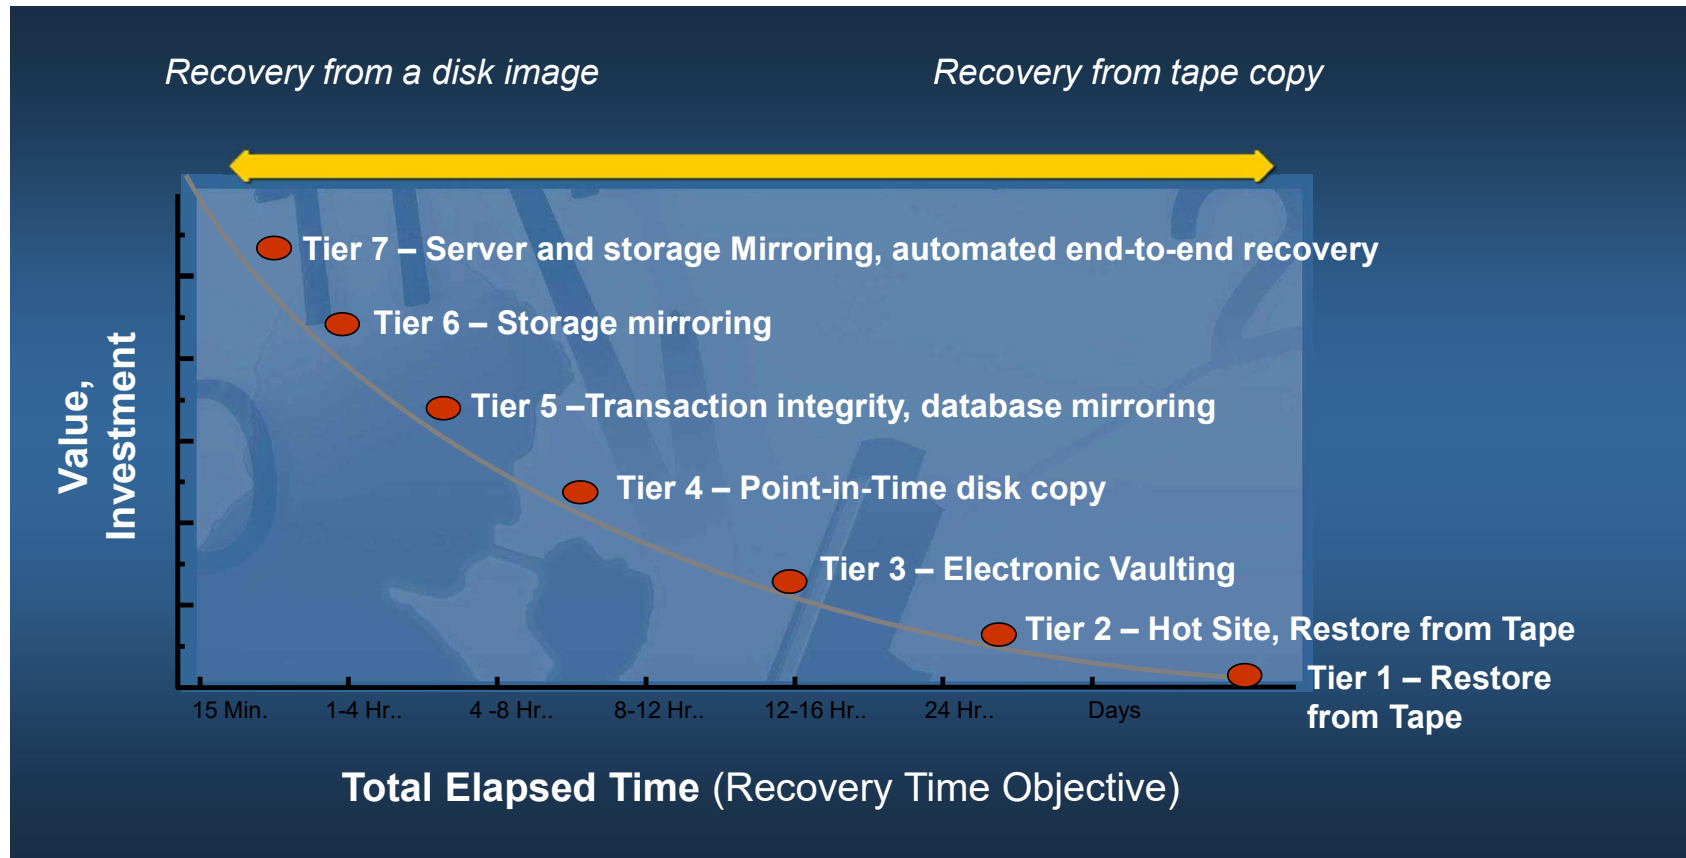 Recovery from a disk image
Recovery from tape copy
Tier 7 – Server and storage Mirroring, automated end-to-end recovery
Tier 6 – Storage mirroring
Tier 5 –Transaction integrity, database mirroring
Tier 4 – Point-in-Time disk copy
Tier 3 – Electronic Vaulting
Tier 2 – Hot Site, Restore from Tape
Tier 1 – Restore
from Tape
Value,
Investment
15 Min.
1-4 Hr..
4 -8 Hr..
8-12 Hr..
12-16 Hr..
24 Hr..
Days
Total Elapsed Time (Recovery Time Objective)